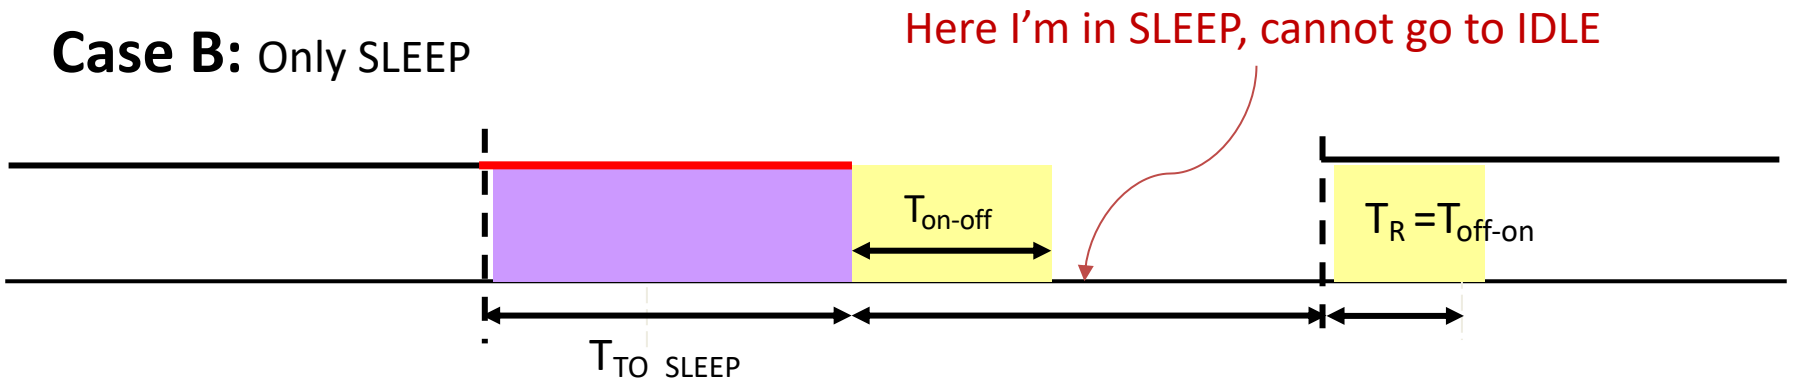 Here I'm in SLEEP, cannot go to IDLE
Case B: Only SLEEP
Ton-off
TR =Toff-on
TTO SLEEP